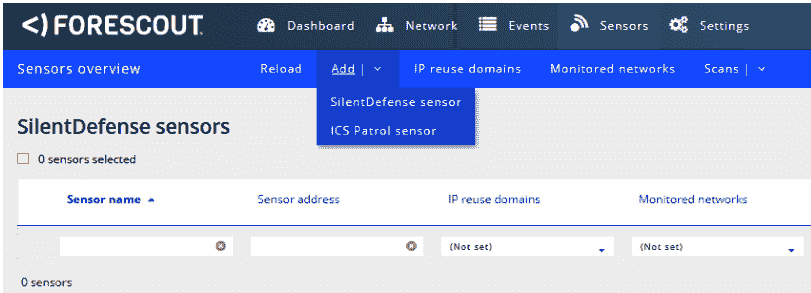 <)FORESCOUT. Dashboard Network Events Sensors Settings
Sensors overview Reload Add | IP reuse domains Monitored networks Scans |
SilentDefense sensor
ICS Patrol sensor
SilentDefense sensors
0 sensors selected
Sensor name Sensor address IP reuse domains Monitored networks
(Not set) (Not set)
0 sensors